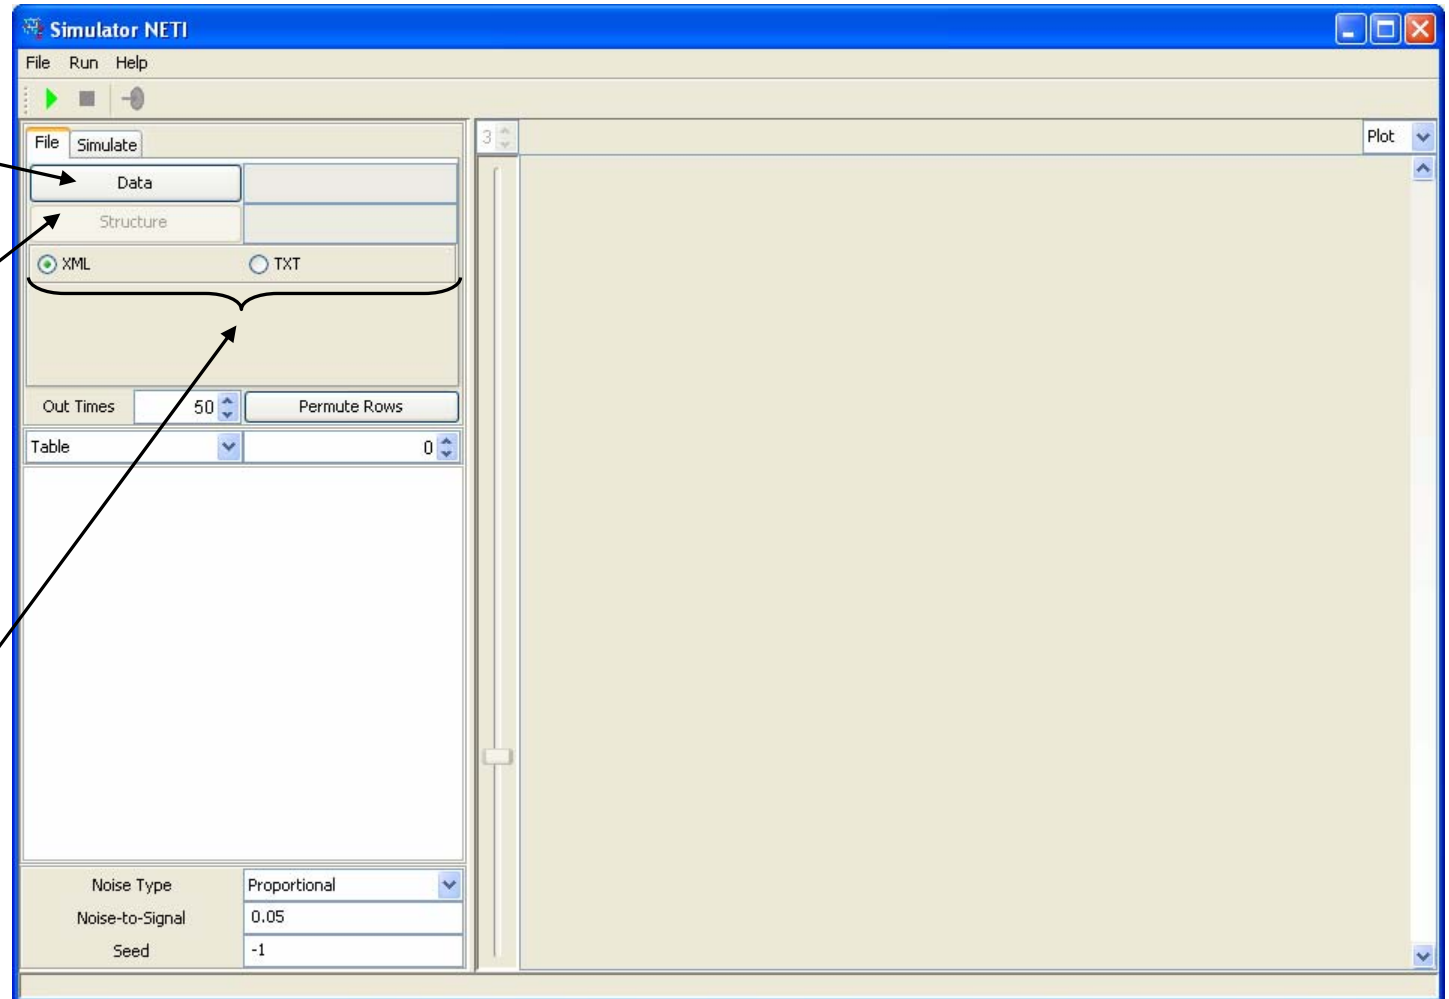 Simulator NETI
File Run Help
File Simulate
3
Plot
Data
Structure
XML TXT
Out Times 50 Permute Rows
Table 0
Noise Type Proportional
Noise-to-Signal 0.05
Seed -1